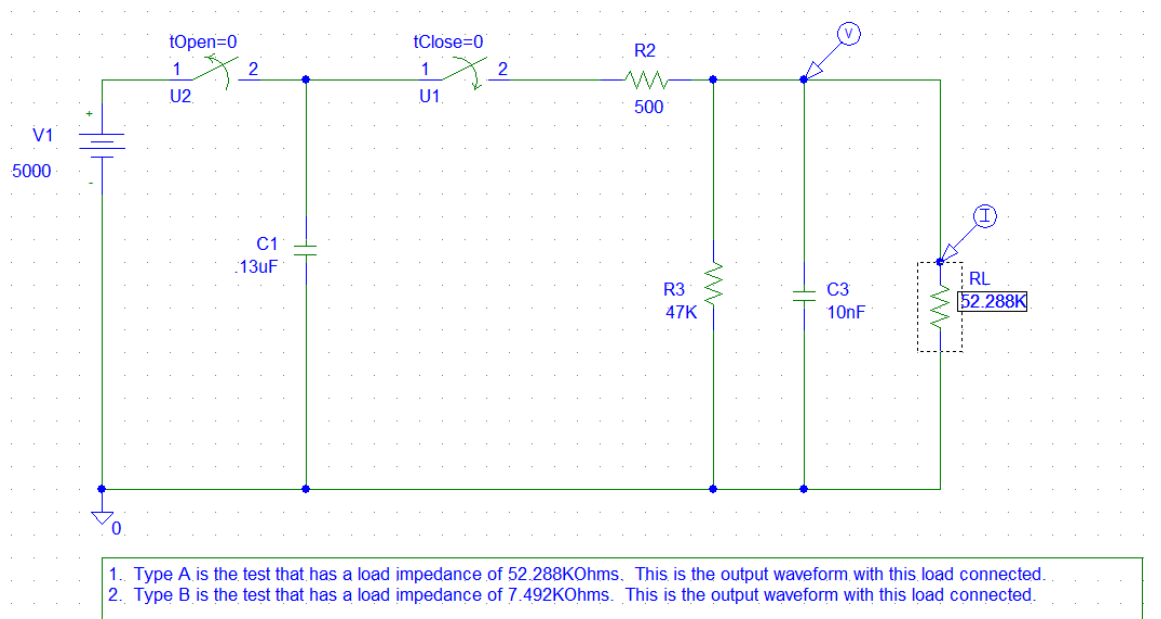 tOpen=0
tClose=0
V
R2
1
2
1
2
U2
U1
500
+
V1
5000
-
I
C1
.13uF
R3
47K
C3
10nF
RL
52.288K
0
1. Type A is the test that has a load impedance of 52.288KOhms. This is the output waveform with this load connected.
2. Type B is the test that has a load impedance of 7.492KOhms. This is the output waveform with this load connected.